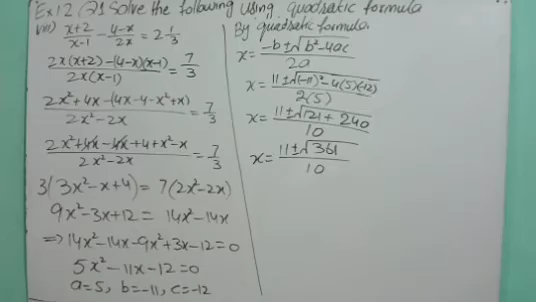 Ex 1.2 Q1 Solve the following using quadratic formula
viii) (x+2)/(x-1) - (4-x)/(2x) = 2 1/3
(2x(x+2)-(4-x)(x-1))/(2x(x-1)) = 7/3
(2x²+4x-(4x-4-x²+x))/(2x²-2x) = 7/3
(2x²+4x-4x+4+x²-x)/(2x²-2x) = 7/3
3(3x²-x+4) = 7(2x²-2x)
9x²-3x+12 = 14x²-14x
⇒ 14x²-14x-9x²+3x-12=0
5x²-11x-12=0
a=5, b=-11, c=-12
By quadratic formula.
x = (-b±√(b²-4ac))/(2a)
x = (11±√((-11)²-4(5)(-12)))/(2(5))
x = (11±√(121+240))/10
x = (11±√361)/10